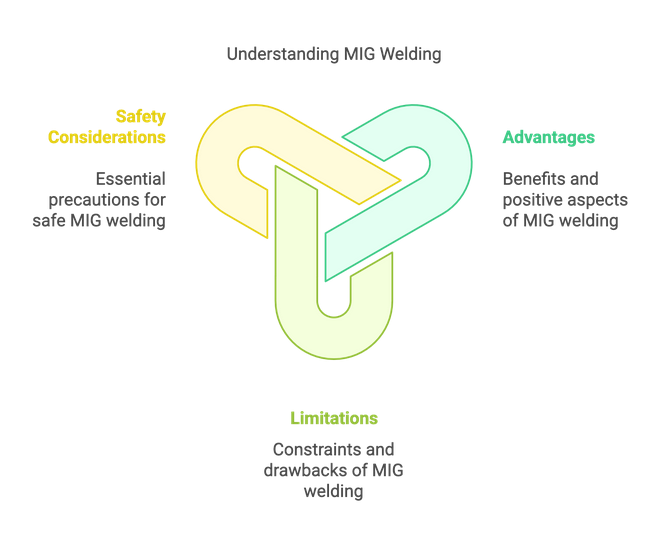 Understanding MIG Welding
Safety
Considerations
Essential
precautions for
safe MIG welding
Advantages
Benefits and
positive aspects
of MIG welding
Limitations
Constraints and
drawbacks of MIG
welding